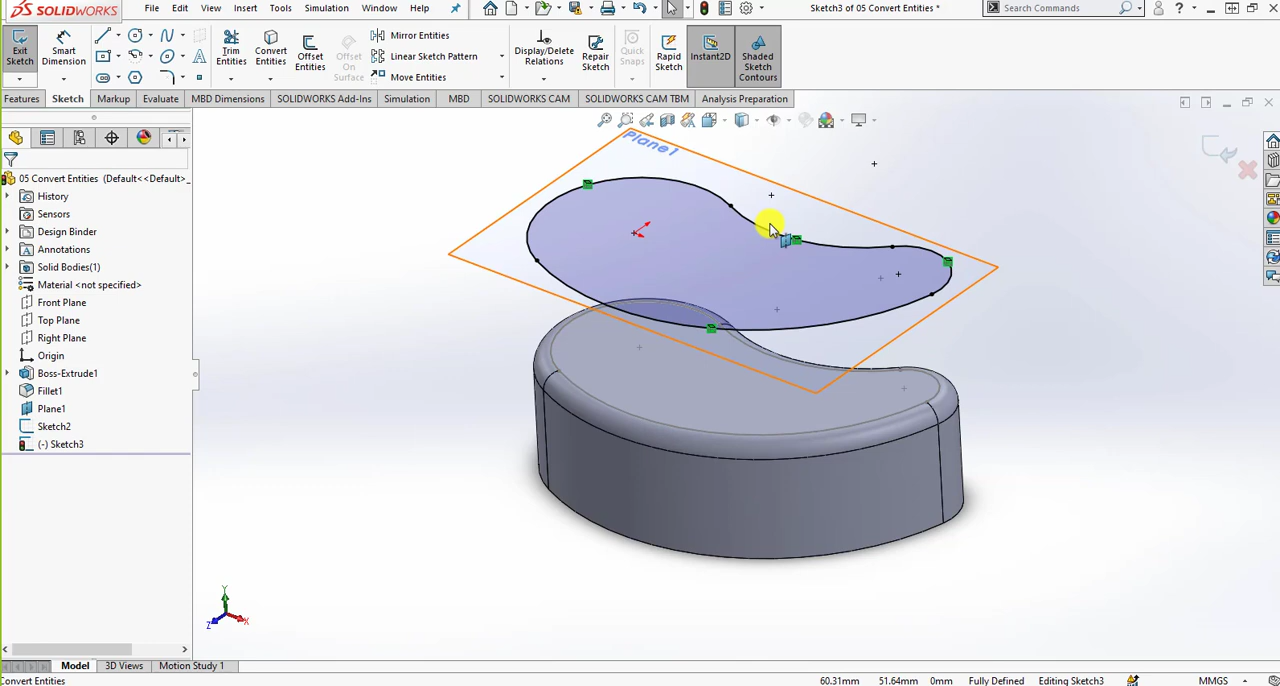 SOLIDWORKS File Edit View Insert Tools Simulation Window Help Sketch3 of 05 Convert Entities * Search Commands
Exit Sketch Smart Dimension Trim Entities Convert Entities Offset Entities Offset On Surface Mirror Entities Linear Sketch Pattern Move Entities Display/Delete Relations Repair Sketch Quick Snaps Rapid Sketch Instant2D Shaded Sketch Contours
Features Sketch Markup Evaluate MBD Dimensions SOLIDWORKS Add-Ins Simulation MBD SOLIDWORKS CAM SOLIDWORKS CAM TBM Analysis Preparation
05 Convert Entities (Default<<Default>_
History
Sensors
Design Binder
Annotations
Solid Bodies(1)
Material <not specified>
Front Plane
Top Plane
Right Plane
Origin
Boss-Extrude1
Fillet1
Plane1
Sketch2
(-) Sketch3
Plane1
Y
Z X
Model 3D Views Motion Study 1
Convert Entities 60.31mm 51.64mm 0mm Fully Defined Editing Sketch3 MMGS